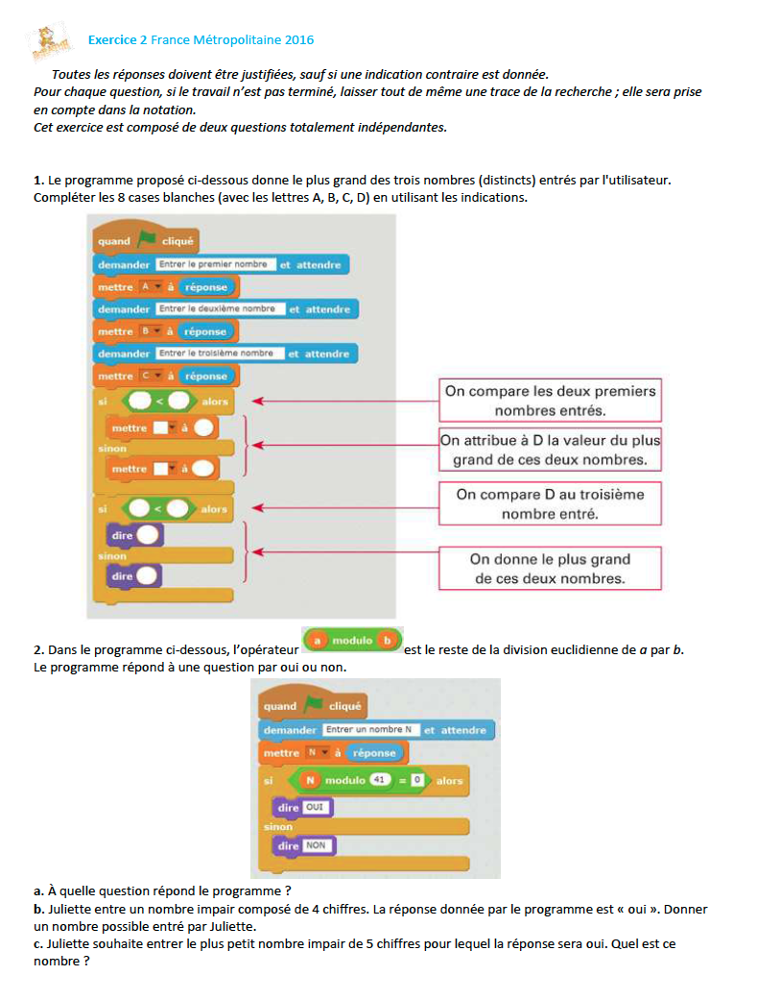 Exercice 2 France Métropolitaine 2016
Toutes les réponses doivent être justifiées, sauf si une indication contraire est donnée.
Pour chaque question, si le travail n’est pas terminé, laisser tout de même une trace de la recherche ; elle sera prise
en compte dans la notation.
Cet exercice est composé de deux questions totalement indépendantes.
1. Le programme proposé ci-dessous donne le plus grand des trois nombres (distincts) entrés par l'utilisateur.
Compléter les 8 cases blanches (avec les lettres A, B, C, D) en utilisant les indications.
quand cliqué
demander Entrer le premier nombre et attendre
mettre A à réponse
demander Entrer le deuxième nombre et attendre
mettre B à réponse
demander Entrer le troisième nombre et attendre
mettre C à réponse
si < alors
mettre à
sinon
mettre à
si < alors
dire
sinon
dire
On compare les deux premiers
nombres entrés.
On attribue à D la valeur du plus
grand de ces deux nombres.
On compare D au troisième
nombre entré.
On donne le plus grand
de ces deux nombres.
2. Dans le programme ci-dessous, l’opérateur a modulo b est le reste de la division euclidienne de a par b.
Le programme répond à une question par oui ou non.
quand cliqué
demander Entrer un nombre N et attendre
mettre N à réponse
si N modulo 41 = 0 alors
dire OUI
sinon
dire NON
a. À quelle question répond le programme ?
b. Juliette entre un nombre impair composé de 4 chiffres. La réponse donnée par le programme est « oui ». Donner
un nombre possible entré par Juliette.
c. Juliette souhaite entrer le plus petit nombre impair de 5 chiffres pour lequel la réponse sera oui. Quel est ce
nombre ?